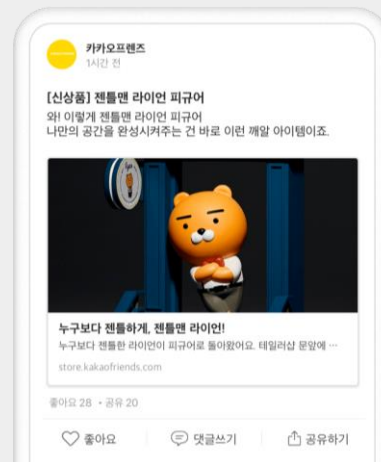 카카오프렌즈
1시간 전
[신상품] 젠틀맨 라이언 피규어
와! 이렇게 젠틀맨 라이언 피규어
나만의 공간을 완성시켜주는 건 바로 이런 깨알 아이템이죠.
누구보다 젠틀하게, 젠틀맨 라이언!
누구보다 젠틀한 라이언이 피규어로 돌아왔어요. 테일러샵 문앞에 ···
store.kakaofriends.com
좋아요 28 • 공유 20
좋아요 댓글쓰기 공유하기